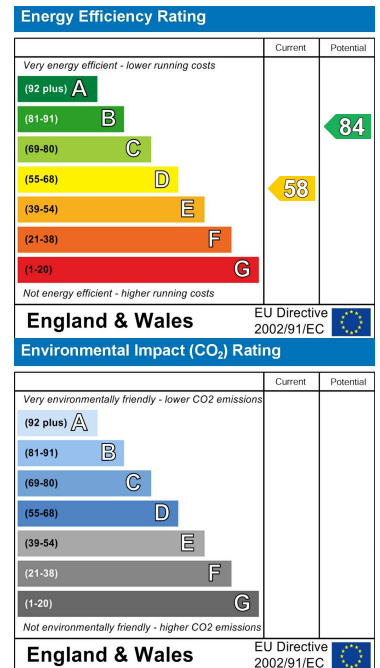 Energy Efficiency Rating
Current Potential
Very energy efficient - lower running costs
(92 plus) A
(81-91) B
84
(69-80) C
(55-68) D
58
(39-54) E
(21-38) F
(1-20) G
Not energy efficient - higher running costs
England & Wales
EU Directive
2002/91/EC
Environmental Impact (CO₂) Rating
Current Potential
Very environmentally friendly - lower CO2 emissions
(92 plus) A
(81-91) B
(69-80) C
(55-68) D
(39-54) E
(21-38) F
(1-20) G
Not environmentally friendly - higher CO2 emissions
England & Wales
EU Directive
2002/91/EC